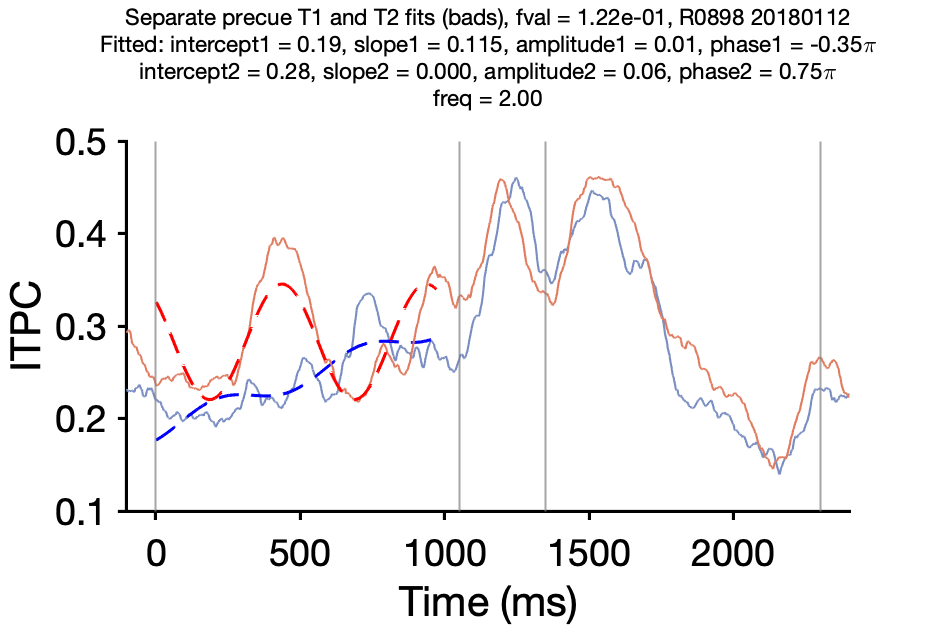 Separate precue T1 and T2 fits (bads), fval = 1.22e-01, R0898 20180112
Fitted: intercept1 = 0.19, slope1 = 0.115, amplitude1 = 0.01, phase1 = -0.35π
intercept2 = 0.28, slope2 = 0.000, amplitude2 = 0.06, phase2 = 0.75π
freq = 2.00
0.5
0.4
0.3
0.2
0.1
ITPC
0 500 1000 1500 2000
Time (ms)